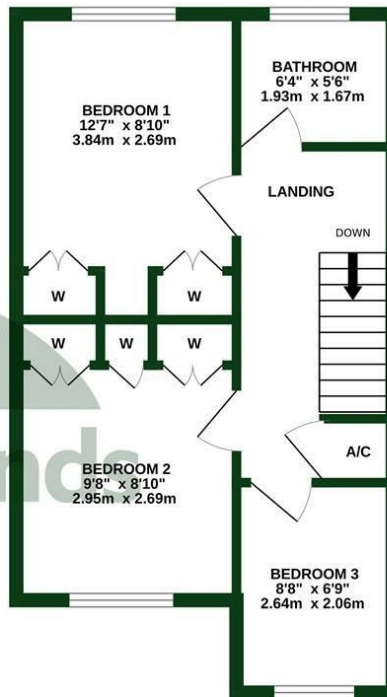 BEDROOM 1
12'7" x 8'10"
3.84m x 2.69m
BATHROOM
6'4" x 5'6"
1.93m x 1.67m
LANDING
DOWN
W
W
W
W
W
A/C
BEDROOM 2
9'8" x 8'10"
2.95m x 2.69m
nds
BEDROOM 3
8'8" x 6'9"
2.64m x 2.06m